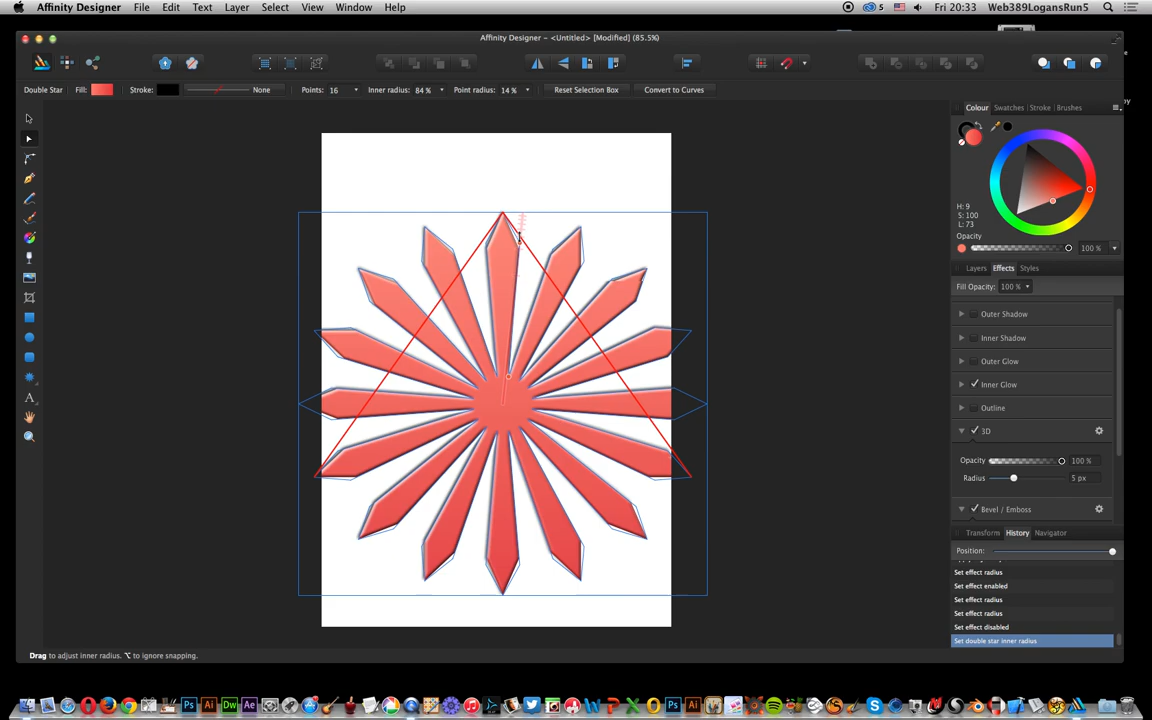 Affinity Designer File Edit Text Layer Select View Window Help 5 Fri 20:33 Web389LogansRun5
Affinity Designer - <Untitled> [Modified] (85.5%)
Double Star Fill: Stroke: None Points: 16 Inner radius: 84 % Point radius: 14 % Reset Selection Box Convert to Curves
Colour Swatches Stroke Brushes
H: 9
S: 100
L: 73
Opacity
100 %
Layers Effects Styles
Fill Opacity: 100 %
Outer Shadow
Inner Shadow
Outer Glow
Inner Glow
Outline
3D
Opacity 100 %
Radius 5 px
Bevel / Emboss
Transform History Navigator
Position:
Set effect radius
Set effect enabled
Set effect radius
Set effect radius
Set effect disabled
Set double star inner radius
Drag to adjust inner radius. ⌥ to ignore snapping.